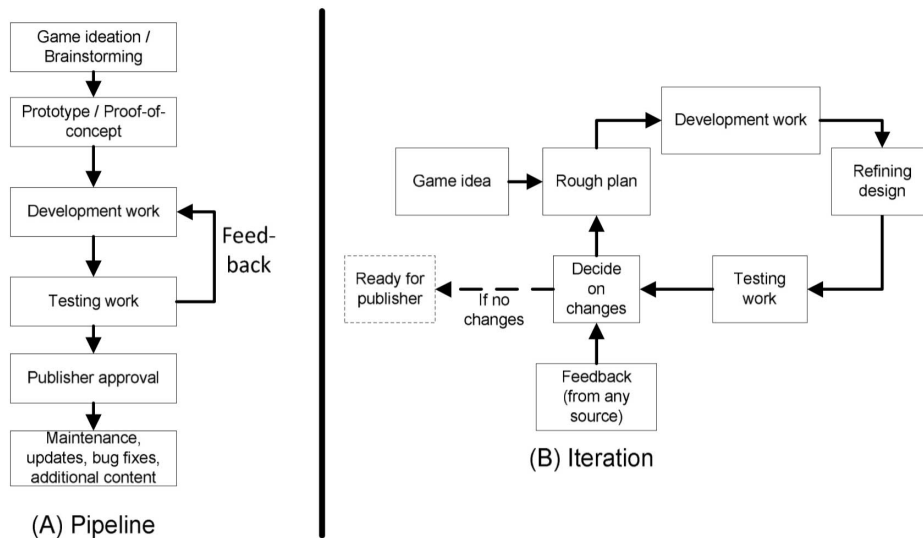 Game ideation /
Brainstorming
Prototype / Proof-of-
concept
Development work
Feed-
back
Testing work
Publisher approval
Maintenance,
updates, bug fixes,
additional content
(A) Pipeline
Development work
Game idea
Rough plan
Refining
design
Ready for
publisher
If no
changes
Decide
on
changes
Testing
work
Feedback
(from any
source)
(B) Iteration